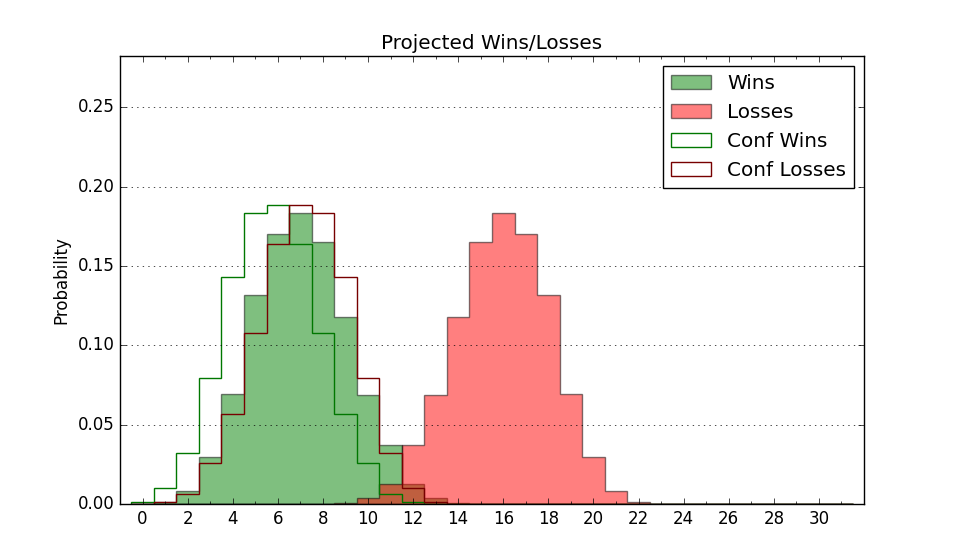 Projected Wins/Losses
Probability
0.25
0.20
0.15
0.10
0.05
0.00
0 2 4 6 8 10 12 14 16 18 20 22 24 26 28 30
Wins
Losses
Conf Wins
Conf Losses